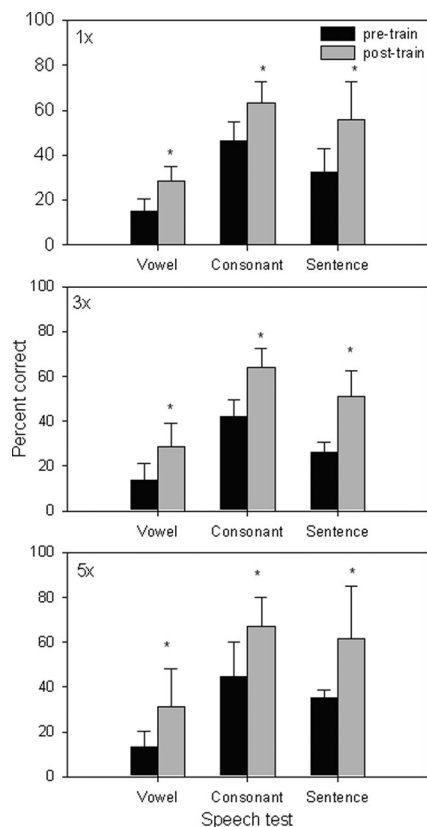 1x
pre-train
post-train
100
80
60
40
20
0
* * *
Vowel Consonant Sentence
3x
100
80
60
40
20
0
* * *
Vowel Consonant Sentence
Percent correct
5x
100
80
60
40
20
0
* * *
Vowel Consonant Sentence
Speech test